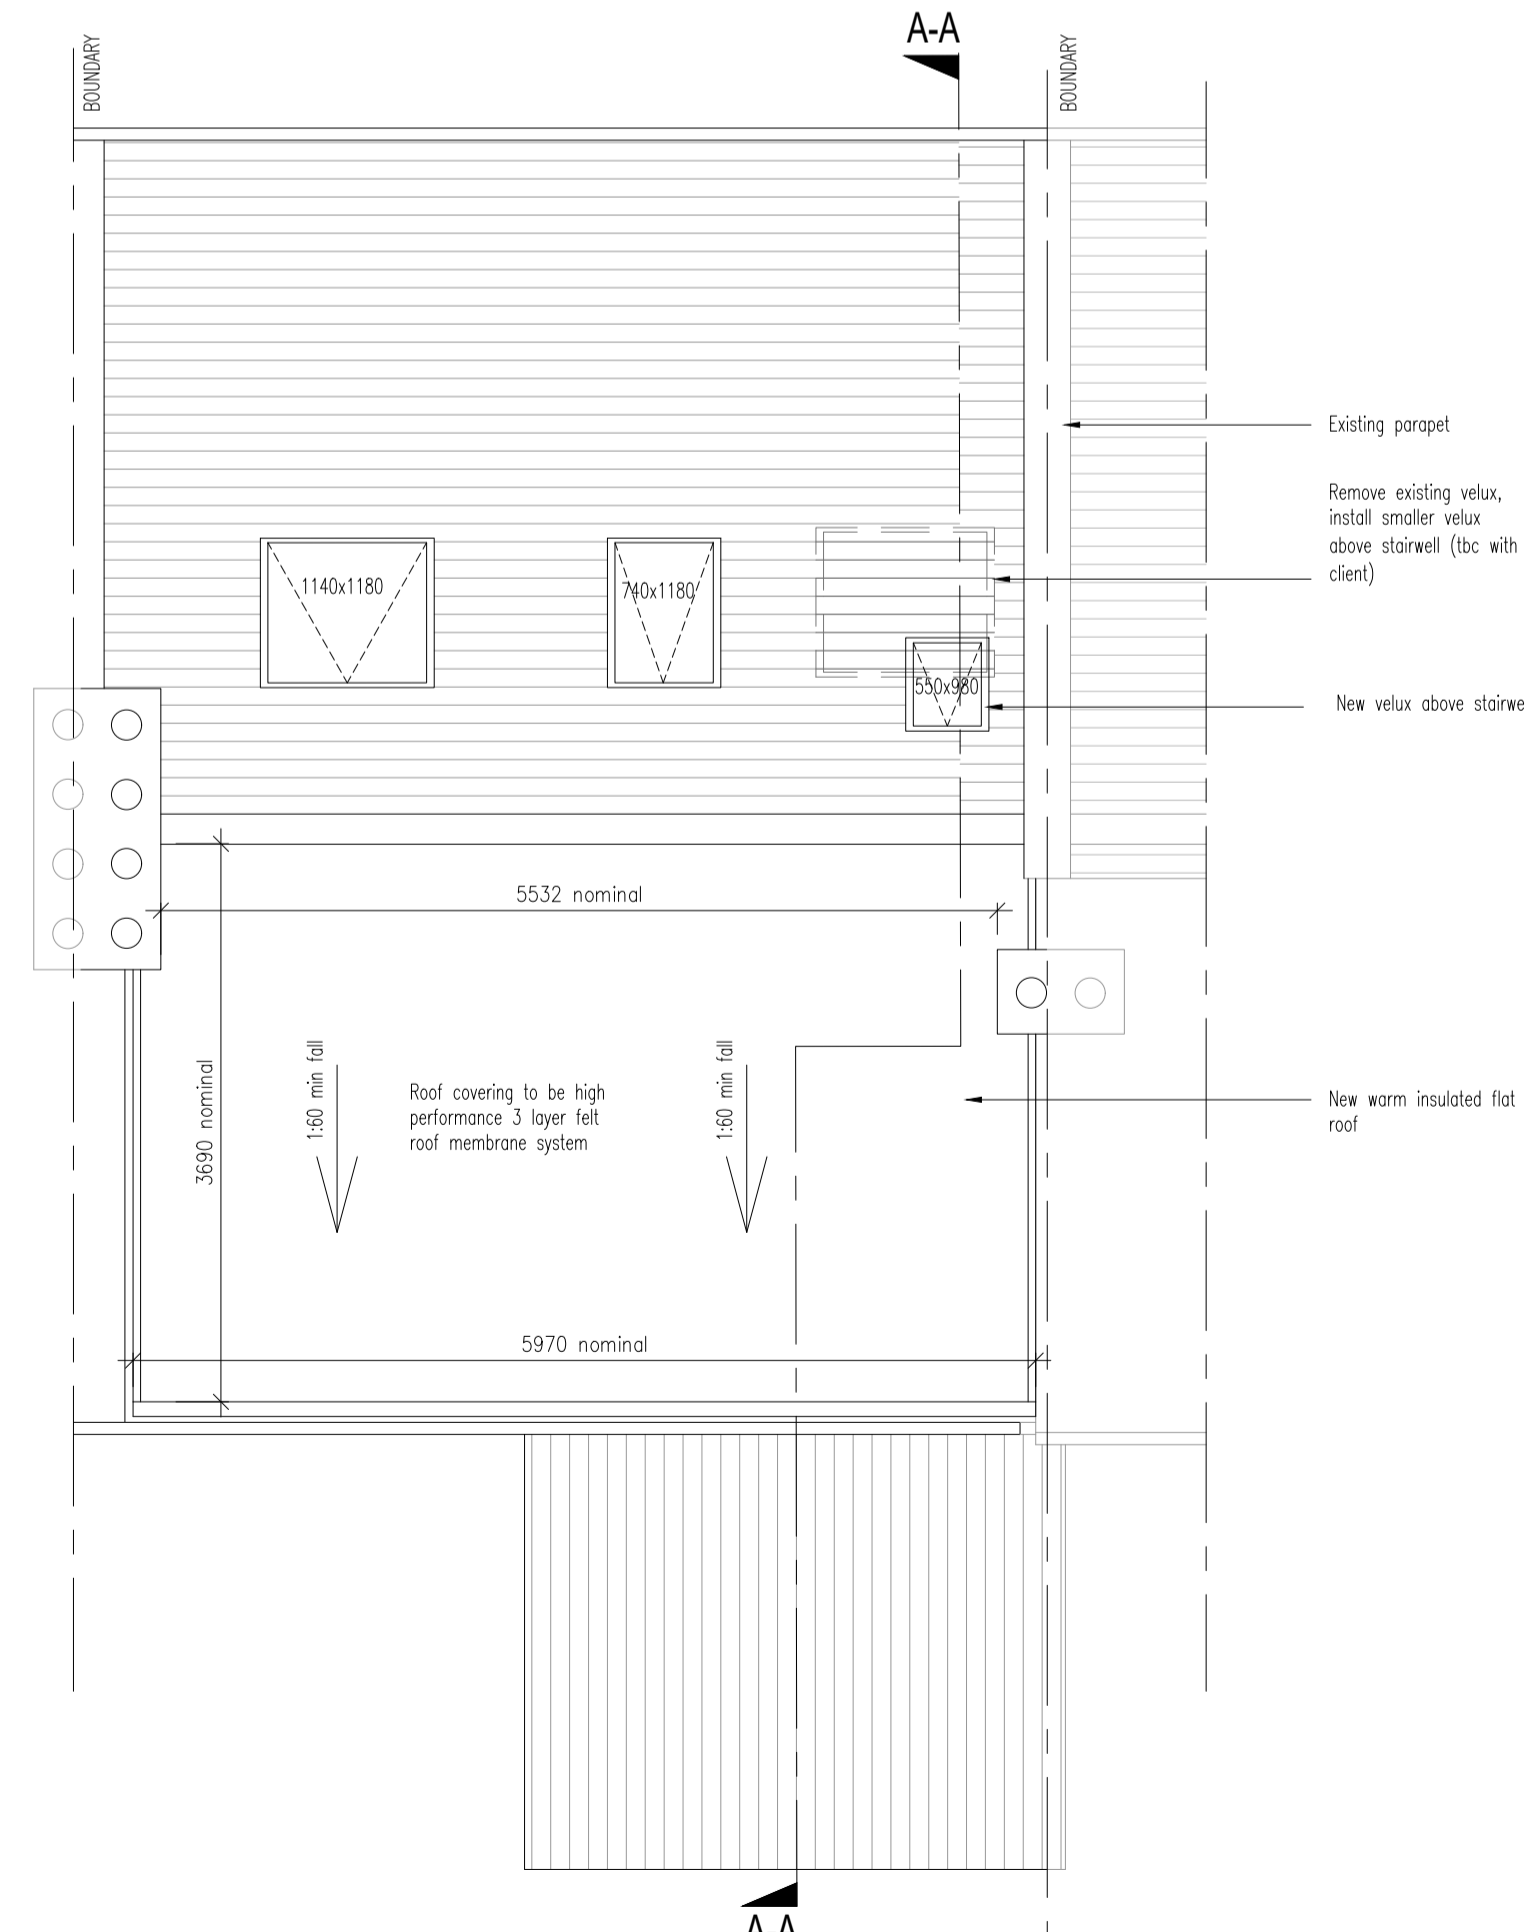 A-A
BOUNDARY
BOUNDARY
Existing parapet
Remove existing velux,
install smaller velux
above stairwell (tbc with
client)
1140x1180
740x1180
550x980
New velux above stairwe
5532 nominal
3690 nominal
1:60 min fall
Roof covering to be high
performance 3 layer felt
roof membrane system
1:60 min fall
New warm insulated flat
roof
5970 nominal
A-A